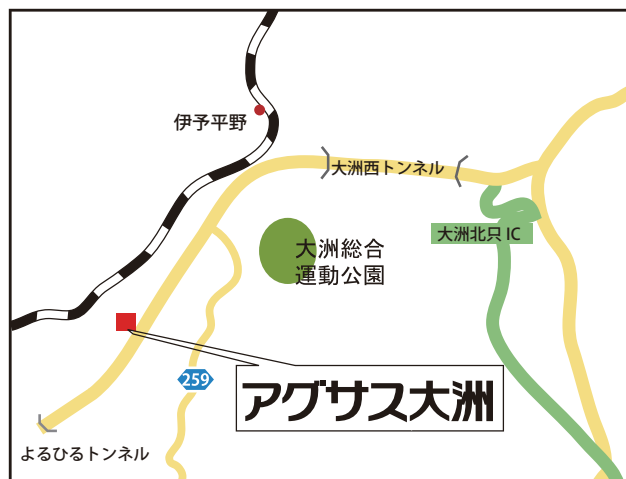 伊予平野
大洲西トンネル
大洲北只 IC
大洲総合
運動公園
259
アグサス大洲
よるひるトンネル